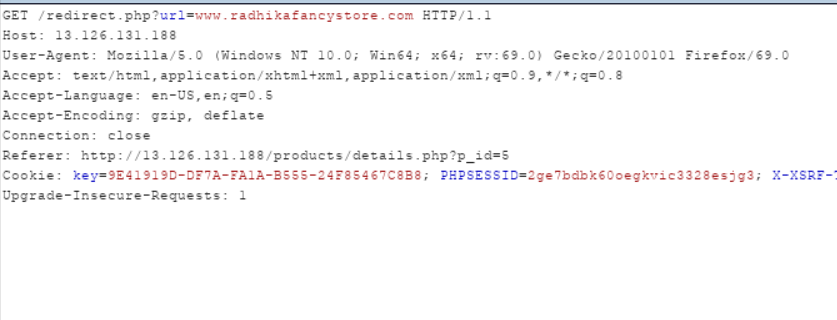 GET /redirect.php?url=www.radhikafancystore.com HTTP/1.1
Host: 13.126.131.188
User-Agent: Mozilla/5.0 (Windows NT 10.0; Win64; x64; rv:69.0) Gecko/20100101 Firefox/69.0
Accept: text/html,application/xhtml+xml,application/xml;q=0.9,*/*;q=0.8
Accept-Language: en-US,en;q=0.5
Accept-Encoding: gzip, deflate
Connection: close
Referer: http://13.126.131.188/products/details.php?p_id=5
Cookie: key=9E41919D-DF7A-FA1A-B555-24F85467C8B8; PHPSESSID=2ge7bdbk60oegkvic3328esjg3; X-XSRF-
Upgrade-Insecure-Requests: 1